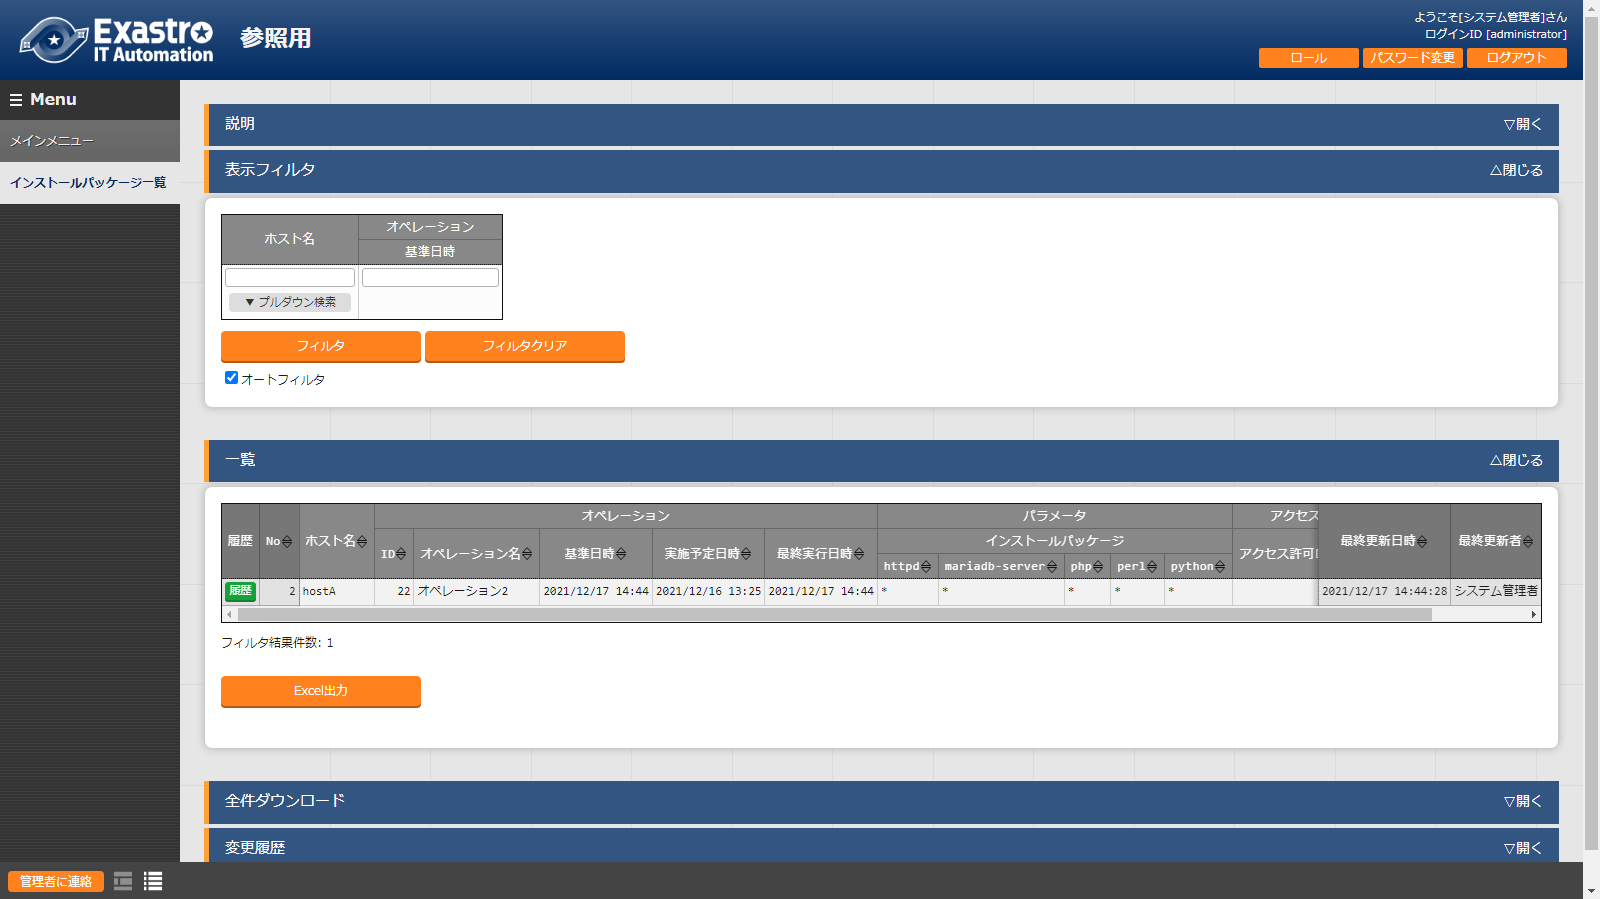 Exastro
IT Automation
参照用
ようこそ[システム管理者]さん
ログインID [administrator]
ロール
パスワード変更
ログアウト
Menu
メインメニュー
インストールパッケージ一覧
説明
▽開く
表示フィルタ
△閉じる
ホスト名
オペレーション
基準日時
▼ プルダウン検索
フィルタ
フィルタクリア
オートフィルタ
一覧
△閉じる
履歴 No ホスト名 オペレーション パラメータ アクセス 最終更新日時 最終更新者
ID オペレーション名 基準日時 実施予定日時 最終実行日時 インストールパッケージ アクセス許可
httpd mariadb-server php perl python
履歴 2 hostA 22 オペレーション2 2021/12/17 14:44 2021/12/16 13:25 2021/12/17 14:44 * * * * * 2021/12/17 14:44:28 システム管理者
フィルタ結果件数: 1
Excel出力
全件ダウンロード
▽開く
変更履歴
▽開く
管理者に連絡